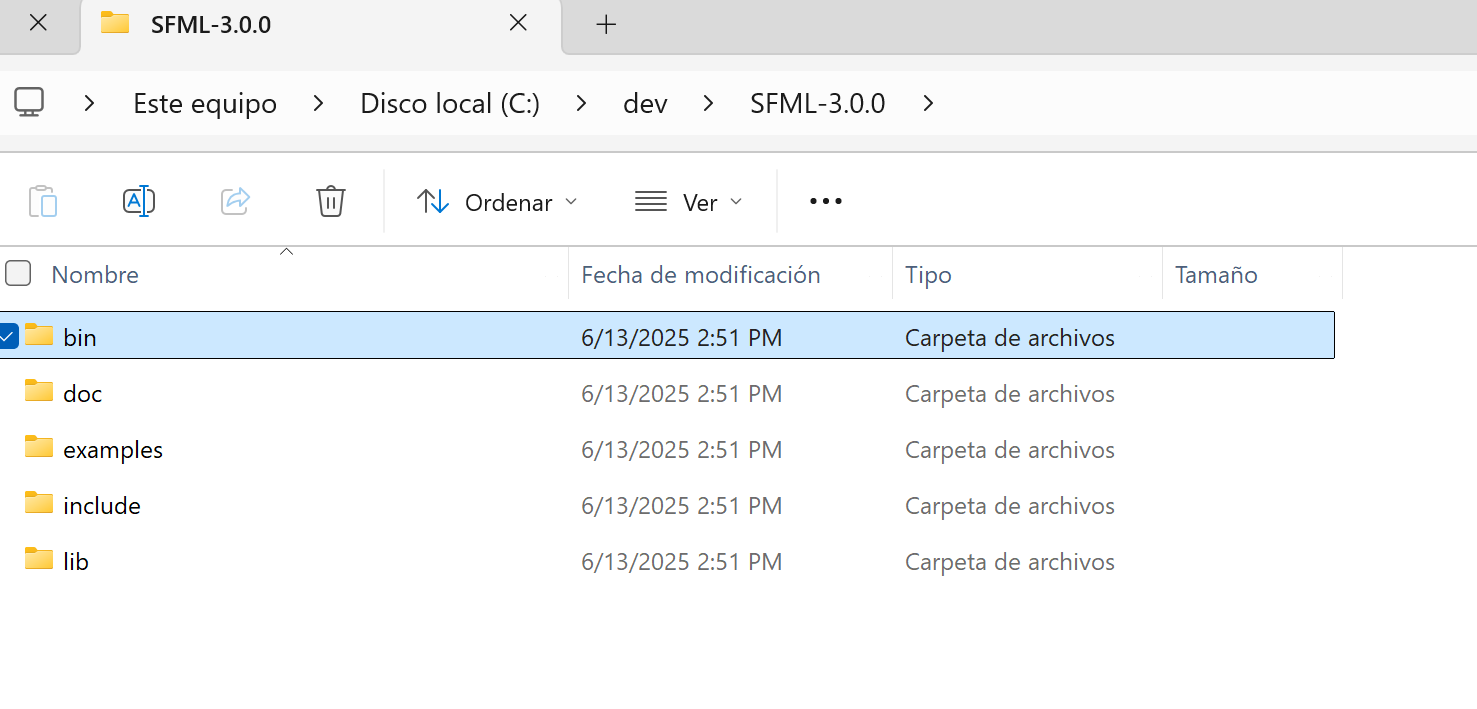 SFML-3.0.0
Este equipo > Disco local (C:) > dev > SFML-3.0.0 >
Ordenar Ver
Nombre Fecha de modificación Tipo Tamaño
bin 6/13/2025 2:51 PM Carpeta de archivos
doc 6/13/2025 2:51 PM Carpeta de archivos
examples 6/13/2025 2:51 PM Carpeta de archivos
include 6/13/2025 2:51 PM Carpeta de archivos
lib 6/13/2025 2:51 PM Carpeta de archivos